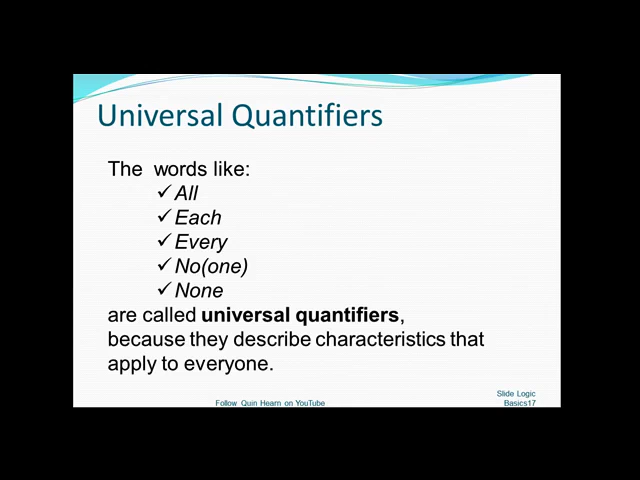 Universal Quantifiers
The words like:
✓ All
✓ Each
✓ Every
✓ No(one)
✓ None
are called universal quantifiers,
because they describe characteristics that
apply to everyone.
Follow Quin Hearn on YouTube
Slide Logic
Basics17